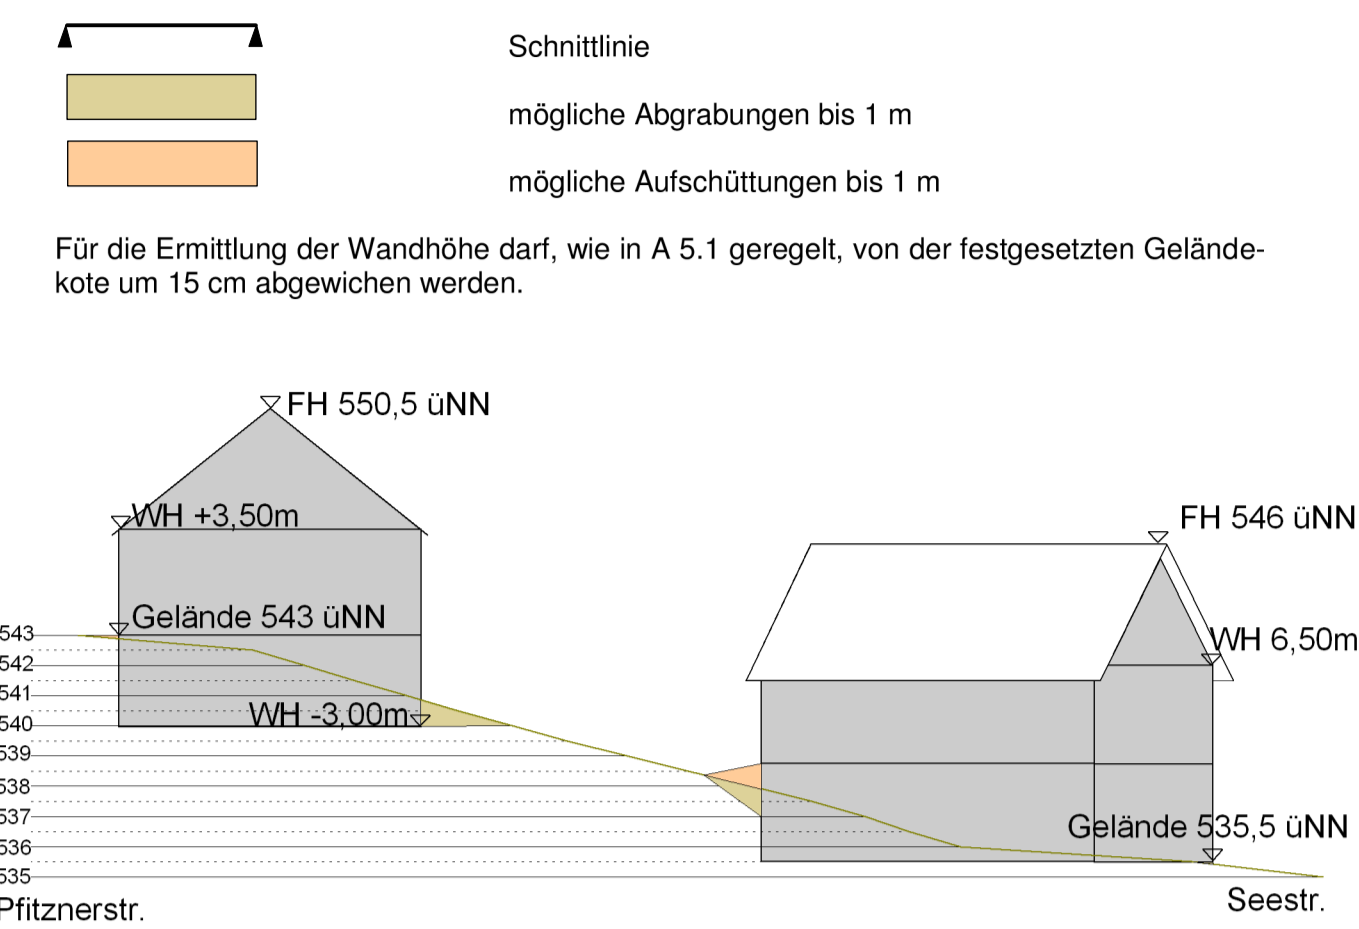 Schnittlinie
mögliche Abgrabungen bis 1 m
mögliche Aufschüttungen bis 1 m
Für die Ermittlung der Wandhöhe darf, wie in A 5.1 geregelt, von der festgesetzten Gelände-
kote um 15 cm abgewichen werden.
FH 550,5 üNN
WH +3,50m
FH 546 üNN
Gelände 543 üNN
WH 6,50m
543
542
541
WH -3,00m
540
539
538
537
Gelände 535,5 üNN
536
535
Pfitznerstr.
Seestr.